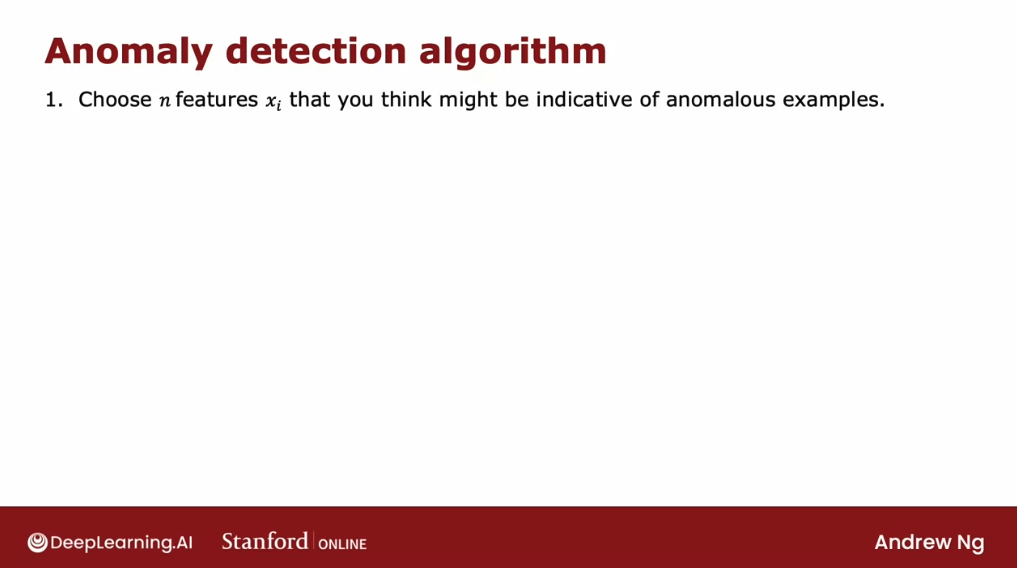 Anomaly detection algorithm
1. Choose n features xᵢ that you think might be indicative of anomalous examples.
DeepLearning.AI Stanford ONLINE Andrew Ng